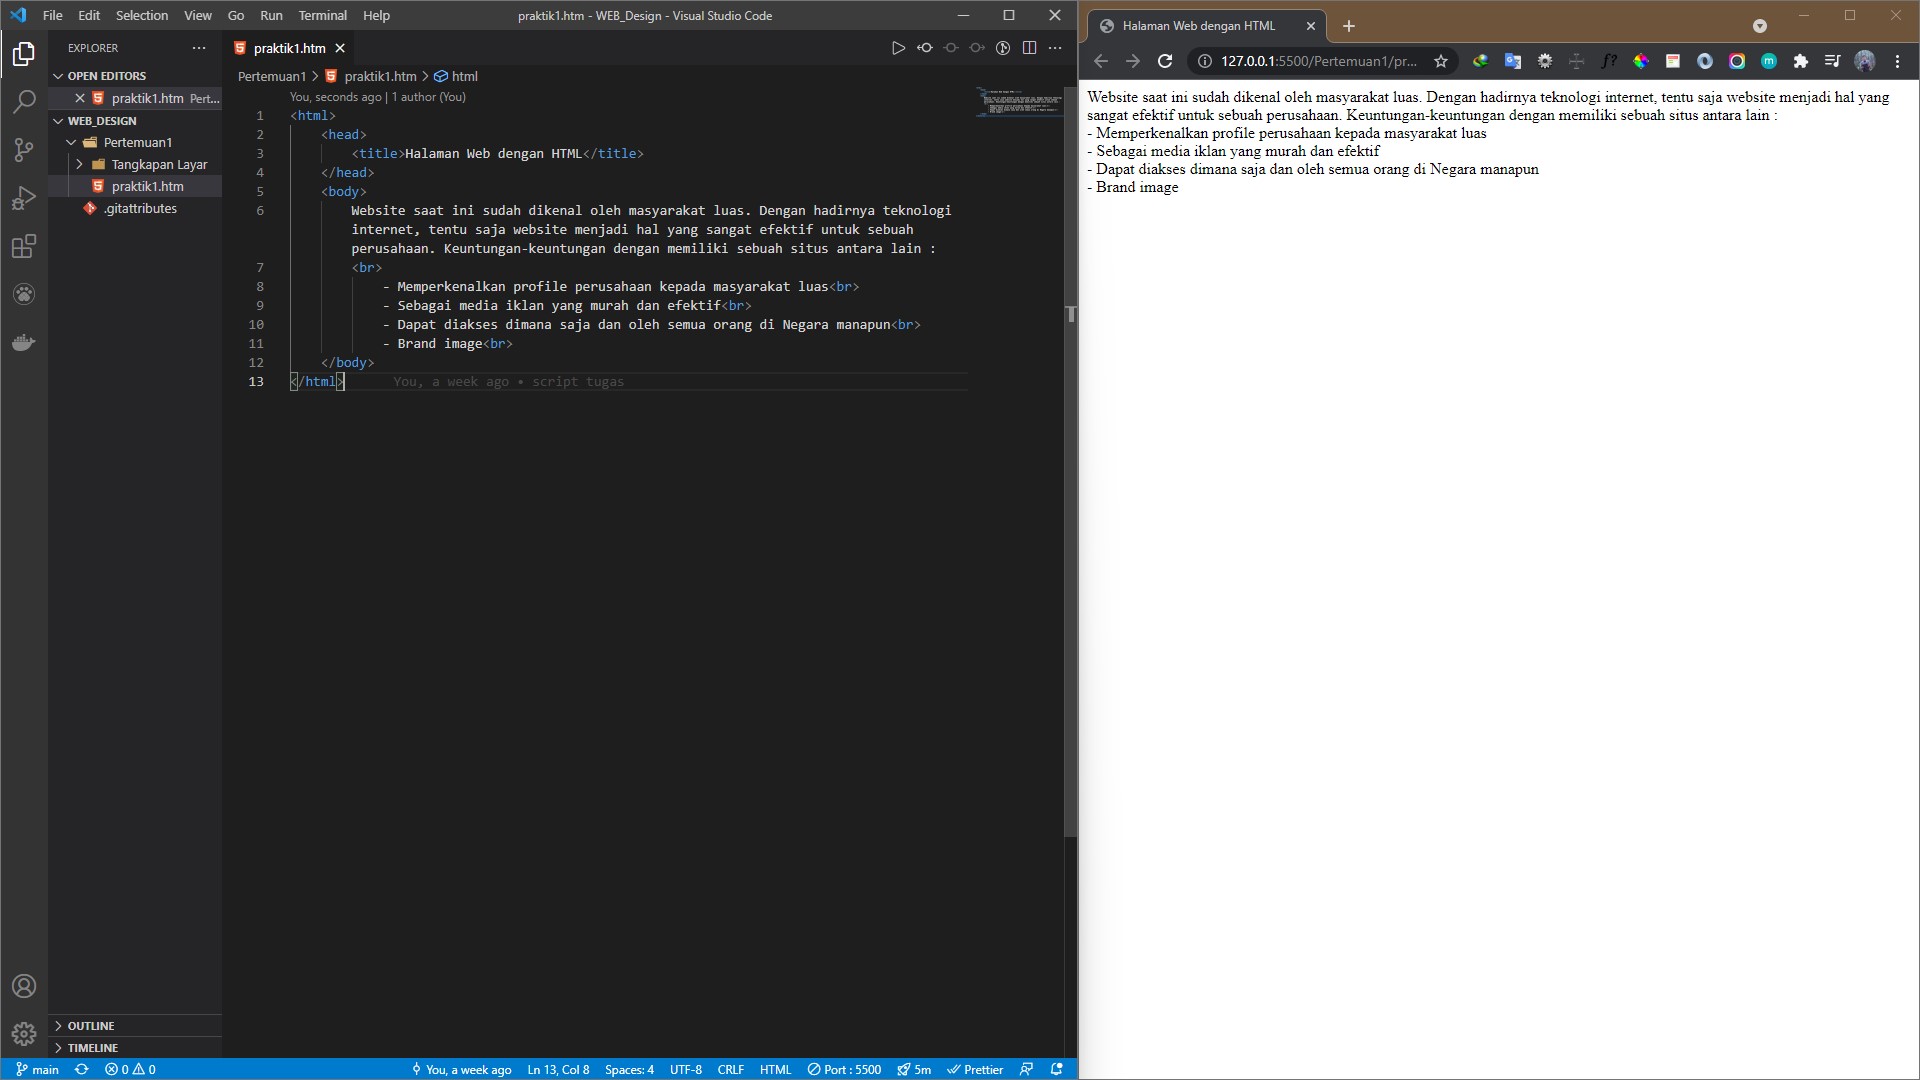 File Edit Selection View Go Run Terminal Help
praktik1.htm - WEB_Design - Visual Studio Code
EXPLORER
OPEN EDITORS
praktik1.htm Pert...
WEB_DESIGN
Pertemuan1
Tangkapan Layar
praktik1.htm
.gitattributes
OUTLINE
TIMELINE
praktik1.htm
Pertemuan1 > praktik1.htm > html
You, seconds ago | 1 author (You)
1 <html>
2 <head>
3 <title>Halaman Web dengan HTML</title>
4 </head>
5 <body>
6 Website saat ini sudah dikenal oleh masyarakat luas. Dengan hadirnya teknologi
internet, tentu saja website menjadi hal yang sangat efektif untuk sebuah
perusahaan. Keuntungan-keuntungan dengan memiliki sebuah situs antara lain :
7 <br>
8 - Memperkenalkan profile perusahaan kepada masyarakat luas<br>
9 - Sebagai media iklan yang murah dan efektif<br>
10 - Dapat diakses dimana saja dan oleh semua orang di Negara manapun<br>
11 - Brand image<br>
12 </body>
13 </html> You, a week ago • script tugas
main 0 0 You, a week ago Ln 13, Col 8 Spaces: 4 UTF-8 CRLF HTML Port : 5500 5m Prettier
Halaman Web dengan HTML
127.0.0.1:5500/Pertemuan1/pr...
f?
m
Website saat ini sudah dikenal oleh masyarakat luas. Dengan hadirnya teknologi internet, tentu saja website menjadi hal yang
sangat efektif untuk sebuah perusahaan. Keuntungan-keuntungan dengan memiliki sebuah situs antara lain :
- Memperkenalkan profile perusahaan kepada masyarakat luas
- Sebagai media iklan yang murah dan efektif
- Dapat diakses dimana saja dan oleh semua orang di Negara manapun
- Brand image